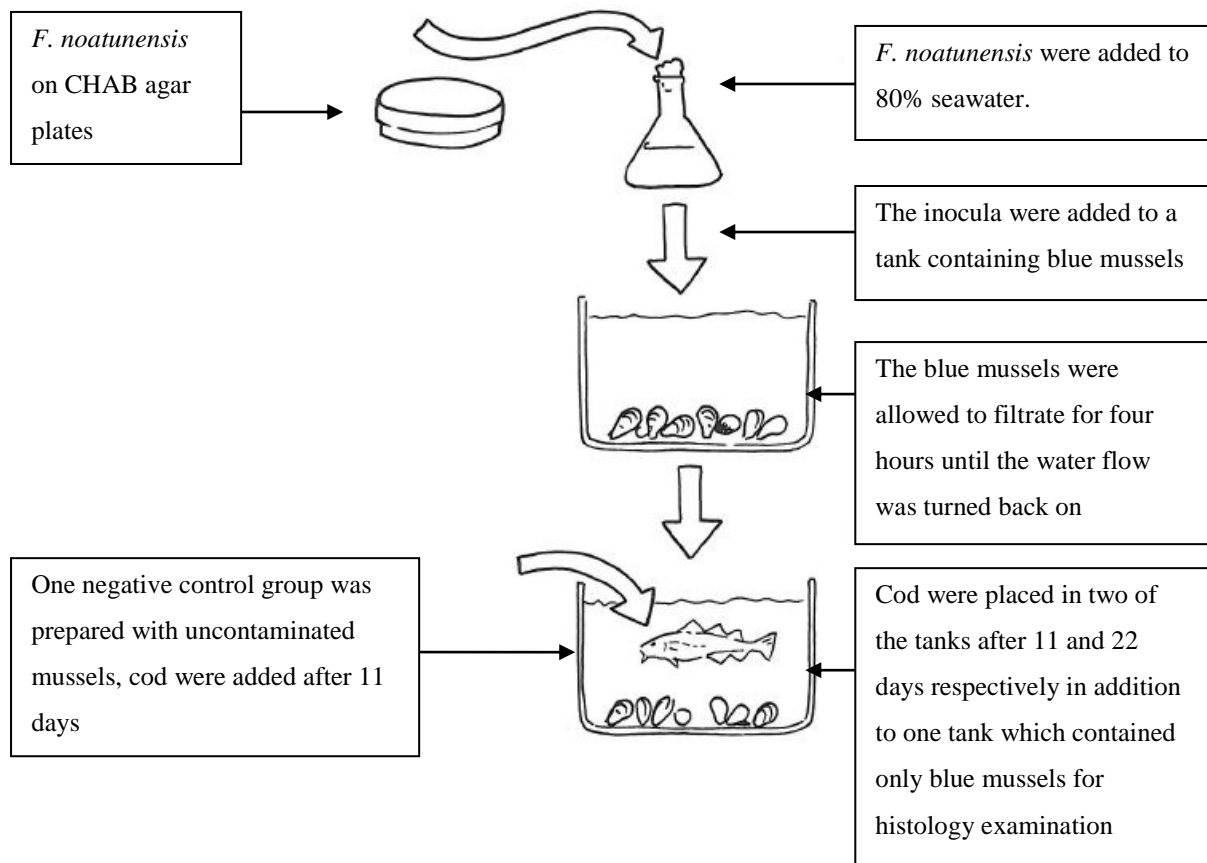 F. noatunensis
on CHAB agar
plates
F. noatunensis were added to
80% seawater.
The inocula were added to a
tank containing blue mussels
The blue mussels were
allowed to filtrate for four
hours until the water flow
was turned back on
One negative control group was
prepared with uncontaminated
mussels, cod were added after 11
days
Cod were placed in two of
the tanks after 11 and 22
days respectively in addition
to one tank which contained
only blue mussels for
histology examination